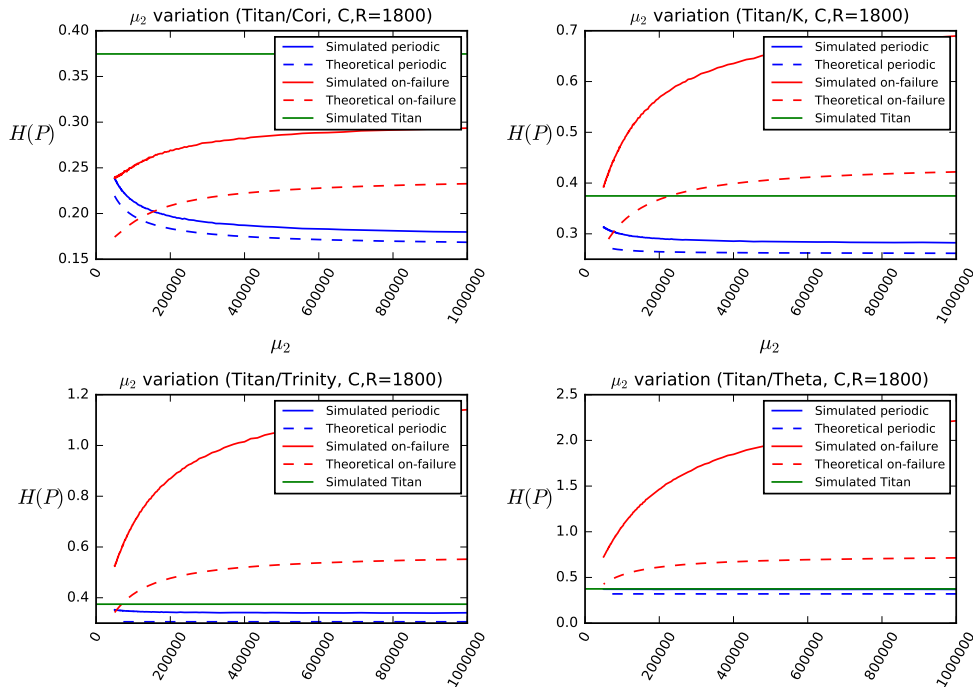 μ₂ variation (Titan/Cori, C,R=1800)
0.40
0.35
0.30
0.25
0.20
0.15
H(P)
Simulated periodic
Theoretical periodic
Simulated on-failure
Theoretical on-failure
Simulated Titan
0
200000
400000
600000
800000
1000000
μ₂
μ₂ variation (Titan/K, C,R=1800)
0.7
0.6
0.5
0.4
0.3
H(P)
Simulated periodic
Theoretical periodic
Simulated on-failure
Theoretical on-failure
Simulated Titan
0
200000
400000
600000
800000
1000000
μ₂
μ₂ variation (Titan/Trinity, C,R=1800)
1.2
1.0
0.8
0.6
0.4
H(P)
Simulated periodic
Theoretical periodic
Simulated on-failure
Theoretical on-failure
Simulated Titan
0
200000
400000
600000
800000
1000000
μ₂ variation (Titan/Theta, C,R=1800)
2.5
2.0
1.5
1.0
0.5
0.0
H(P)
Simulated periodic
Theoretical periodic
Simulated on-failure
Theoretical on-failure
Simulated Titan
0
200000
400000
600000
800000
1000000